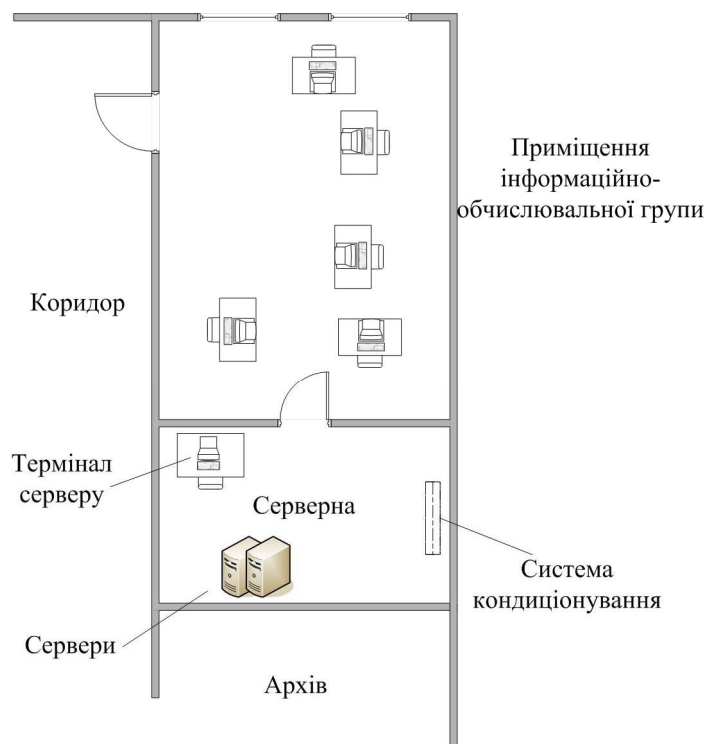 Приміщення
інформаційно-
обчислювальної групи
Коридор
Термінал
серверу
Серверна
Система
кондиціонування
Сервери
Архів